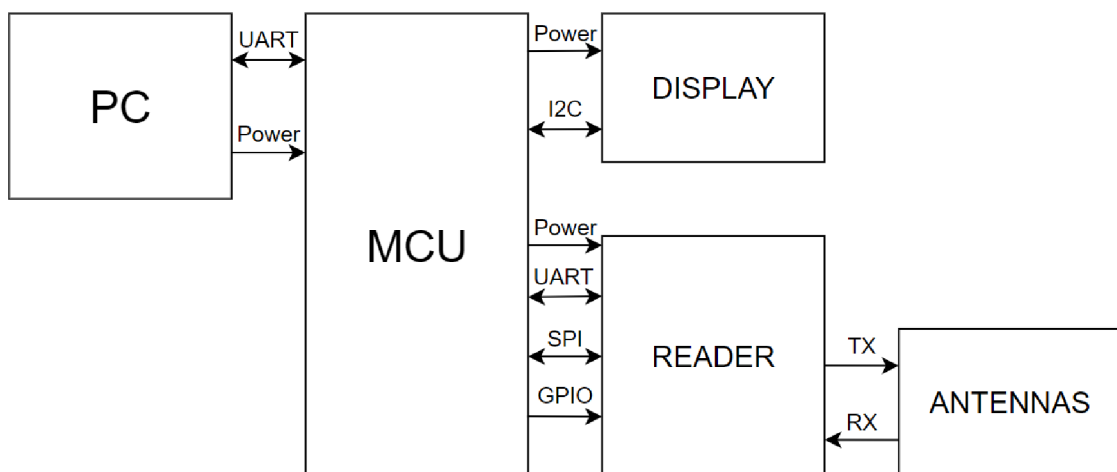 PC
UART
Power
MCU
Power
I2C
DISPLAY
Power
UART
SPI
GPIO
READER
TX
RX
ANTENNAS